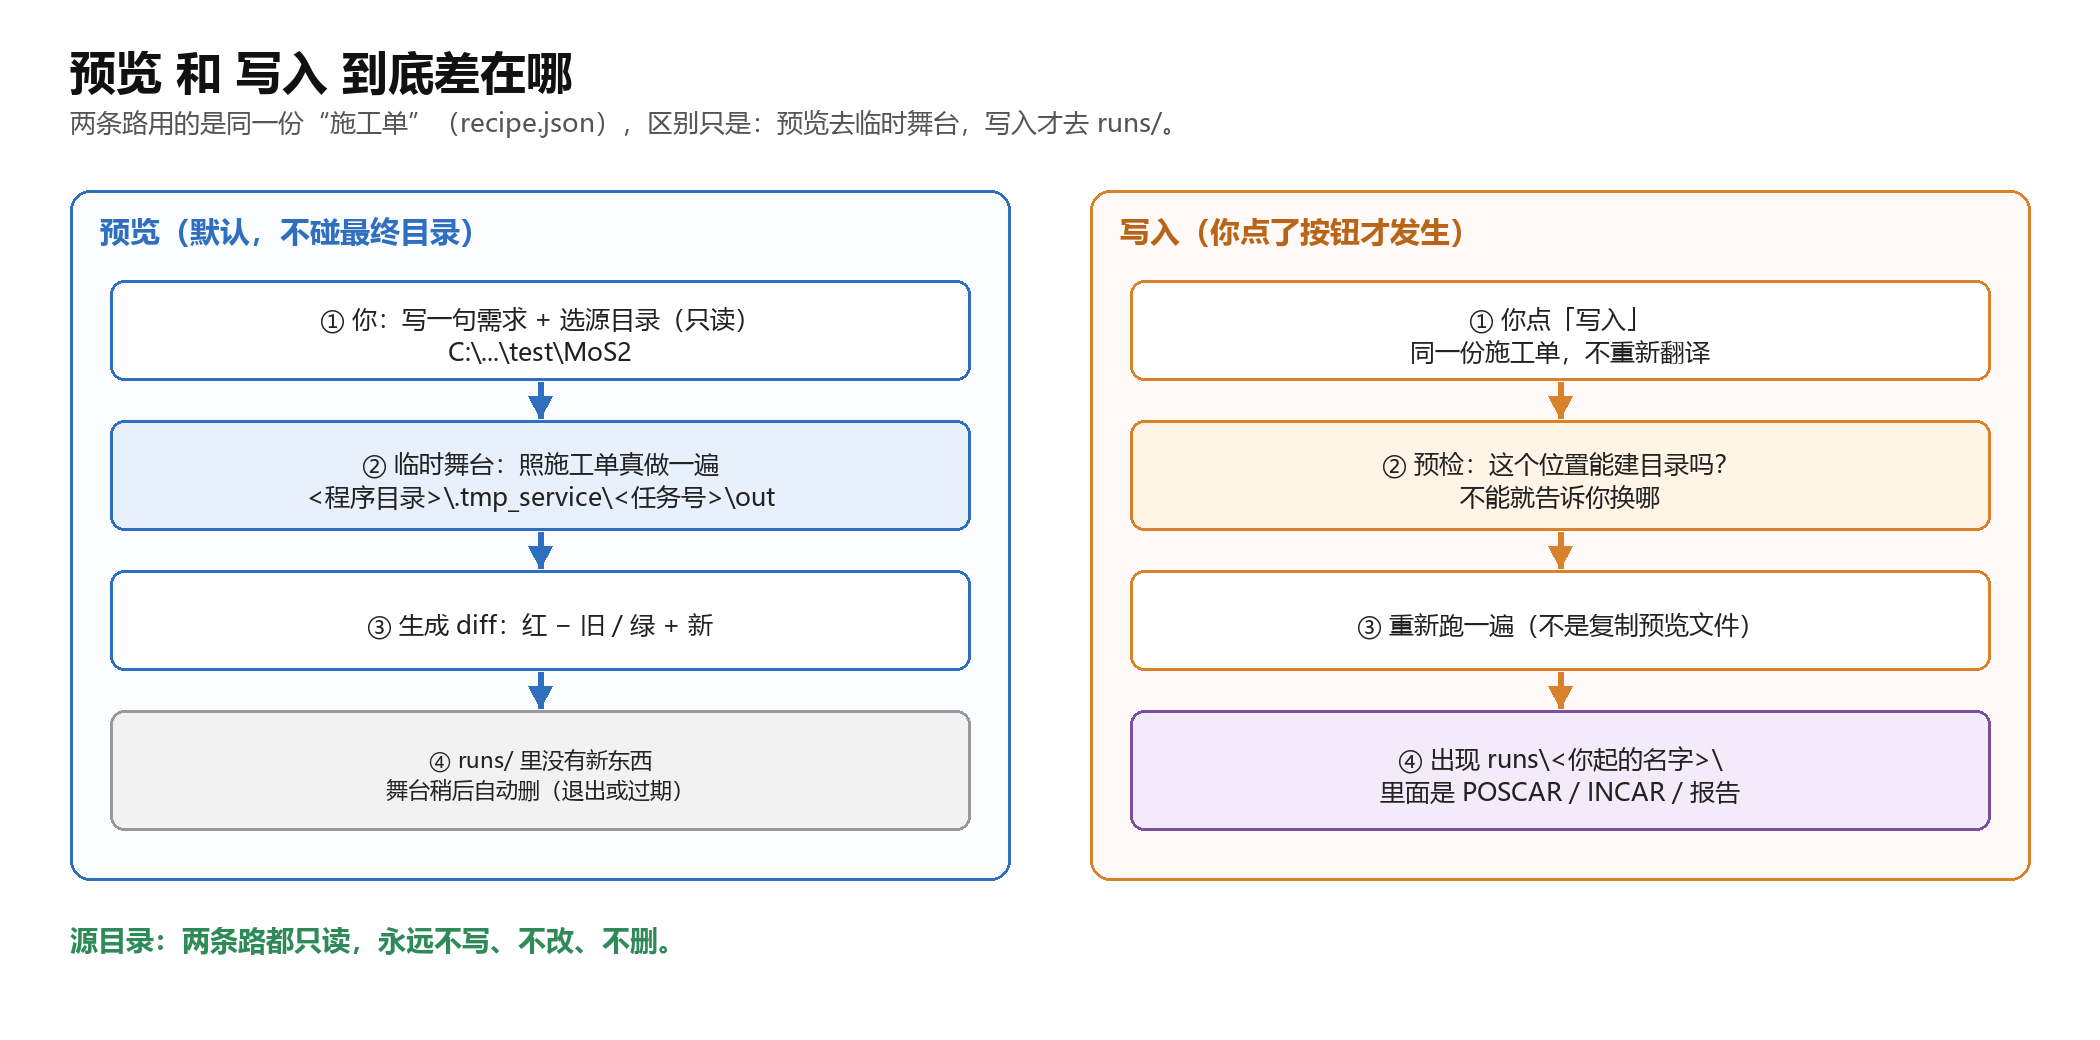 预览 和 写入 到底差在哪
两条路用的是同一份“施工单”（recipe.json），区别只是：预览去临时舞台，写入才去 runs/。
预览（默认，不碰最终目录）
① 你：写一句需求 + 选源目录（只读）
C:\...\test\MoS2
② 临时舞台：照施工单真做一遍
<程序目录>\.tmp_service\<任务号>\out
③ 生成 diff：红 − 旧 / 绿 + 新
④ runs/ 里没有新东西
舞台稍后自动删（退出或过期）
写入（你点了按钮才发生）
① 你点「写入」
同一份施工单，不重新翻译
② 预检：这个位置能建目录吗？
不能就告诉你换哪
③ 重新跑一遍（不是复制预览文件）
④ 出现 runs\<你起的名字>\
里面是 POSCAR / INCAR / 报告
源目录：两条路都只读，永远不写、不改、不删。